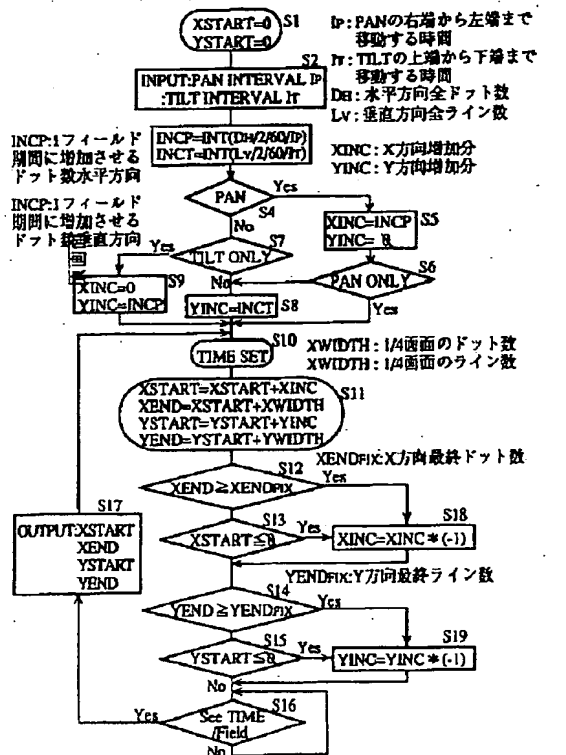 XSTART=0 S1
YSTART=0
IP:PANの右端から左端まで
移動する時間
IT:TILTの上端から下端まで
移動する時間
DH:水平方向全ドット数
LV:垂直方向全ライン数
S2
INPUT:PAN INTERVAL IP
:TILT INTERVAL IT
INCP:1フィールド
期間に増加させる
ドット数水平方向
INCP=INT(DH/2/60/IP)
INCT=INT(LV/2/60/IT)
XINC:X方向増加分
YINC:Y方向増加分
INCP:1フィールド
期間に増加させる
ドット数垂直方向
PAN Yes
S4
No
XINC=INCP S5
YINC=0
Yes S7
TILT ONLY
No
S6
PAN ONLY
Yes
S9
XINC=0
YINC=INCP
YINC=INCT S8
S10
TIME SET
XWIDTH:1/4画面のドット数
XWIDTH:1/4画面のライン数
XSTART=XSTART+XINC
XEND=XSTART+XWIDTH
YSTART=YSTART+YINC
YEND=YSTART+YWIDTH
S11
XENDFIX:X方向最終ドット数
S12
XEND≧XENDFIX Yes
S17
OUTPUT:XSTART
XEND
YSTART
YEND
S13
XSTART≦0 Yes
S18
XINC=XINC*(-1)
YENDFIX:Y方向最終ライン数
S14
YEND≧YENDFIX Yes
S15
YSTART≦0 Yes
S19
YINC=YINC*(-1)
No
S16
Yes See TIME
/Field
No